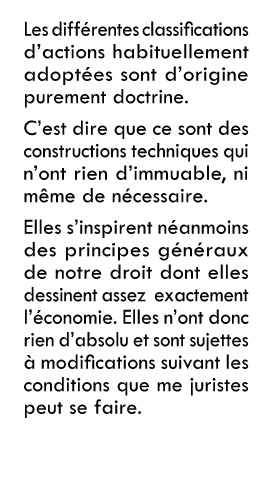 Les différentes classifications
d'actions habituellement
adoptées sont d'origine
purement doctrine.
C'est dire que ce sont des
constructions techniques qui
n'ont rien d'immuable, ni
même de nécessaire.
Elles s'inspirent néanmoins
des principes généraux
de notre droit dont elles
dessinent assez exactement
l'économie. Elles n'ont donc
rien d'absolu et sont sujettes
à modifications suivant les
conditions que me juristes
peut se faire.